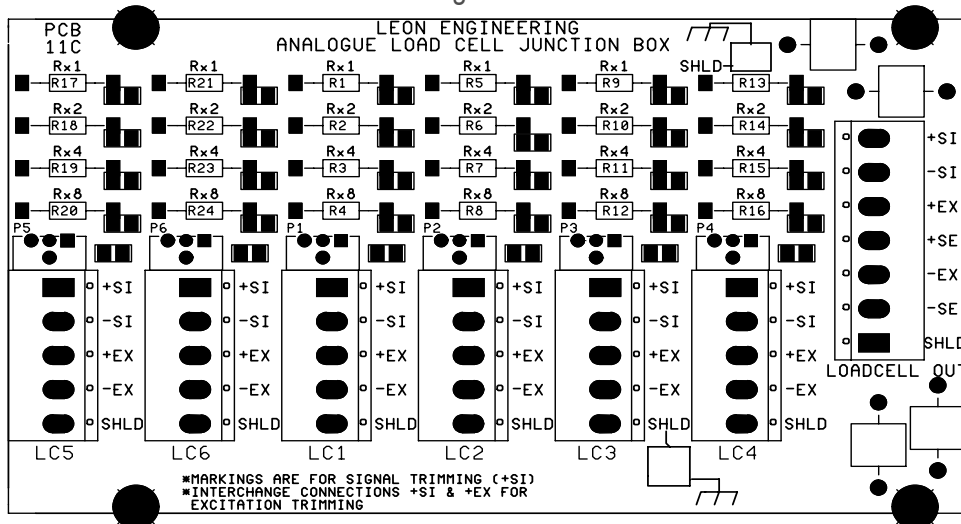 PCB
11C
LEON ENGINEERING
ANALOGUE LOAD CELL JUNCTION BOX
SHLD
Rx1 Rx1 Rx1 Rx1 Rx1
R17 R21 R1 R5 R9 R13
Rx2 Rx2 Rx2 Rx2 Rx2 Rx2
R18 R22 R2 R6 R10 R14
Rx4 Rx4 Rx4 Rx4 Rx4 Rx4
R19 R23 R3 R7 R11 R15
Rx8 Rx8 Rx8 Rx8 Rx8 Rx8
R20 R24 R4 R8 R12 R16
P5 P6 P1 P2 P3 P4
+SI +SI +SI +SI +SI +SI
-SI -SI -SI -SI -SI -SI
+EX +EX +EX +EX +EX +EX
-EX -EX -EX -EX -EX -EX
SHLD SHLD SHLD SHLD SHLD SHLD
LC5 LC6 LC1 LC2 LC3 LC4
+SI
-SI
+EX
+SE
-EX
-SE
SHLD
LOADCELL OUT
*MARKINGS ARE FOR SIGNAL TRIMMING (+SI)
*INTERCHANGE CONNECTIONS +SI & +EX FOR
EXCITATION TRIMMING